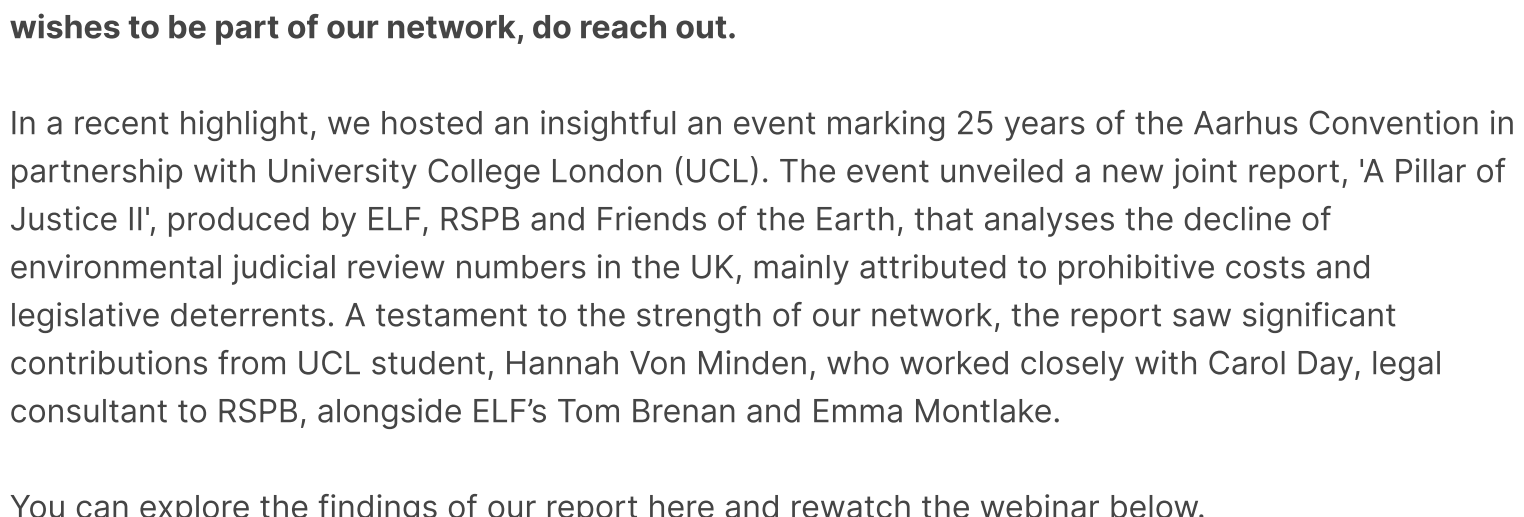 wishes to be part of our network, do reach out.
In a recent highlight, we hosted an insightful an event marking 25 years of the Aarhus Convention in
partnership with University College London (UCL). The event unveiled a new joint report, 'A Pillar of
Justice II', produced by ELF, RSPB and Friends of the Earth, that analyses the decline of
environmental judicial review numbers in the UK, mainly attributed to prohibitive costs and
legislative deterrents. A testament to the strength of our network, the report saw significant
contributions from UCL student, Hannah Von Minden, who worked closely with Carol Day, legal
consultant to RSPB, alongside ELF’s Tom Brenan and Emma Montlake.
You can explore the findings of our report here and rewatch the webinar below.